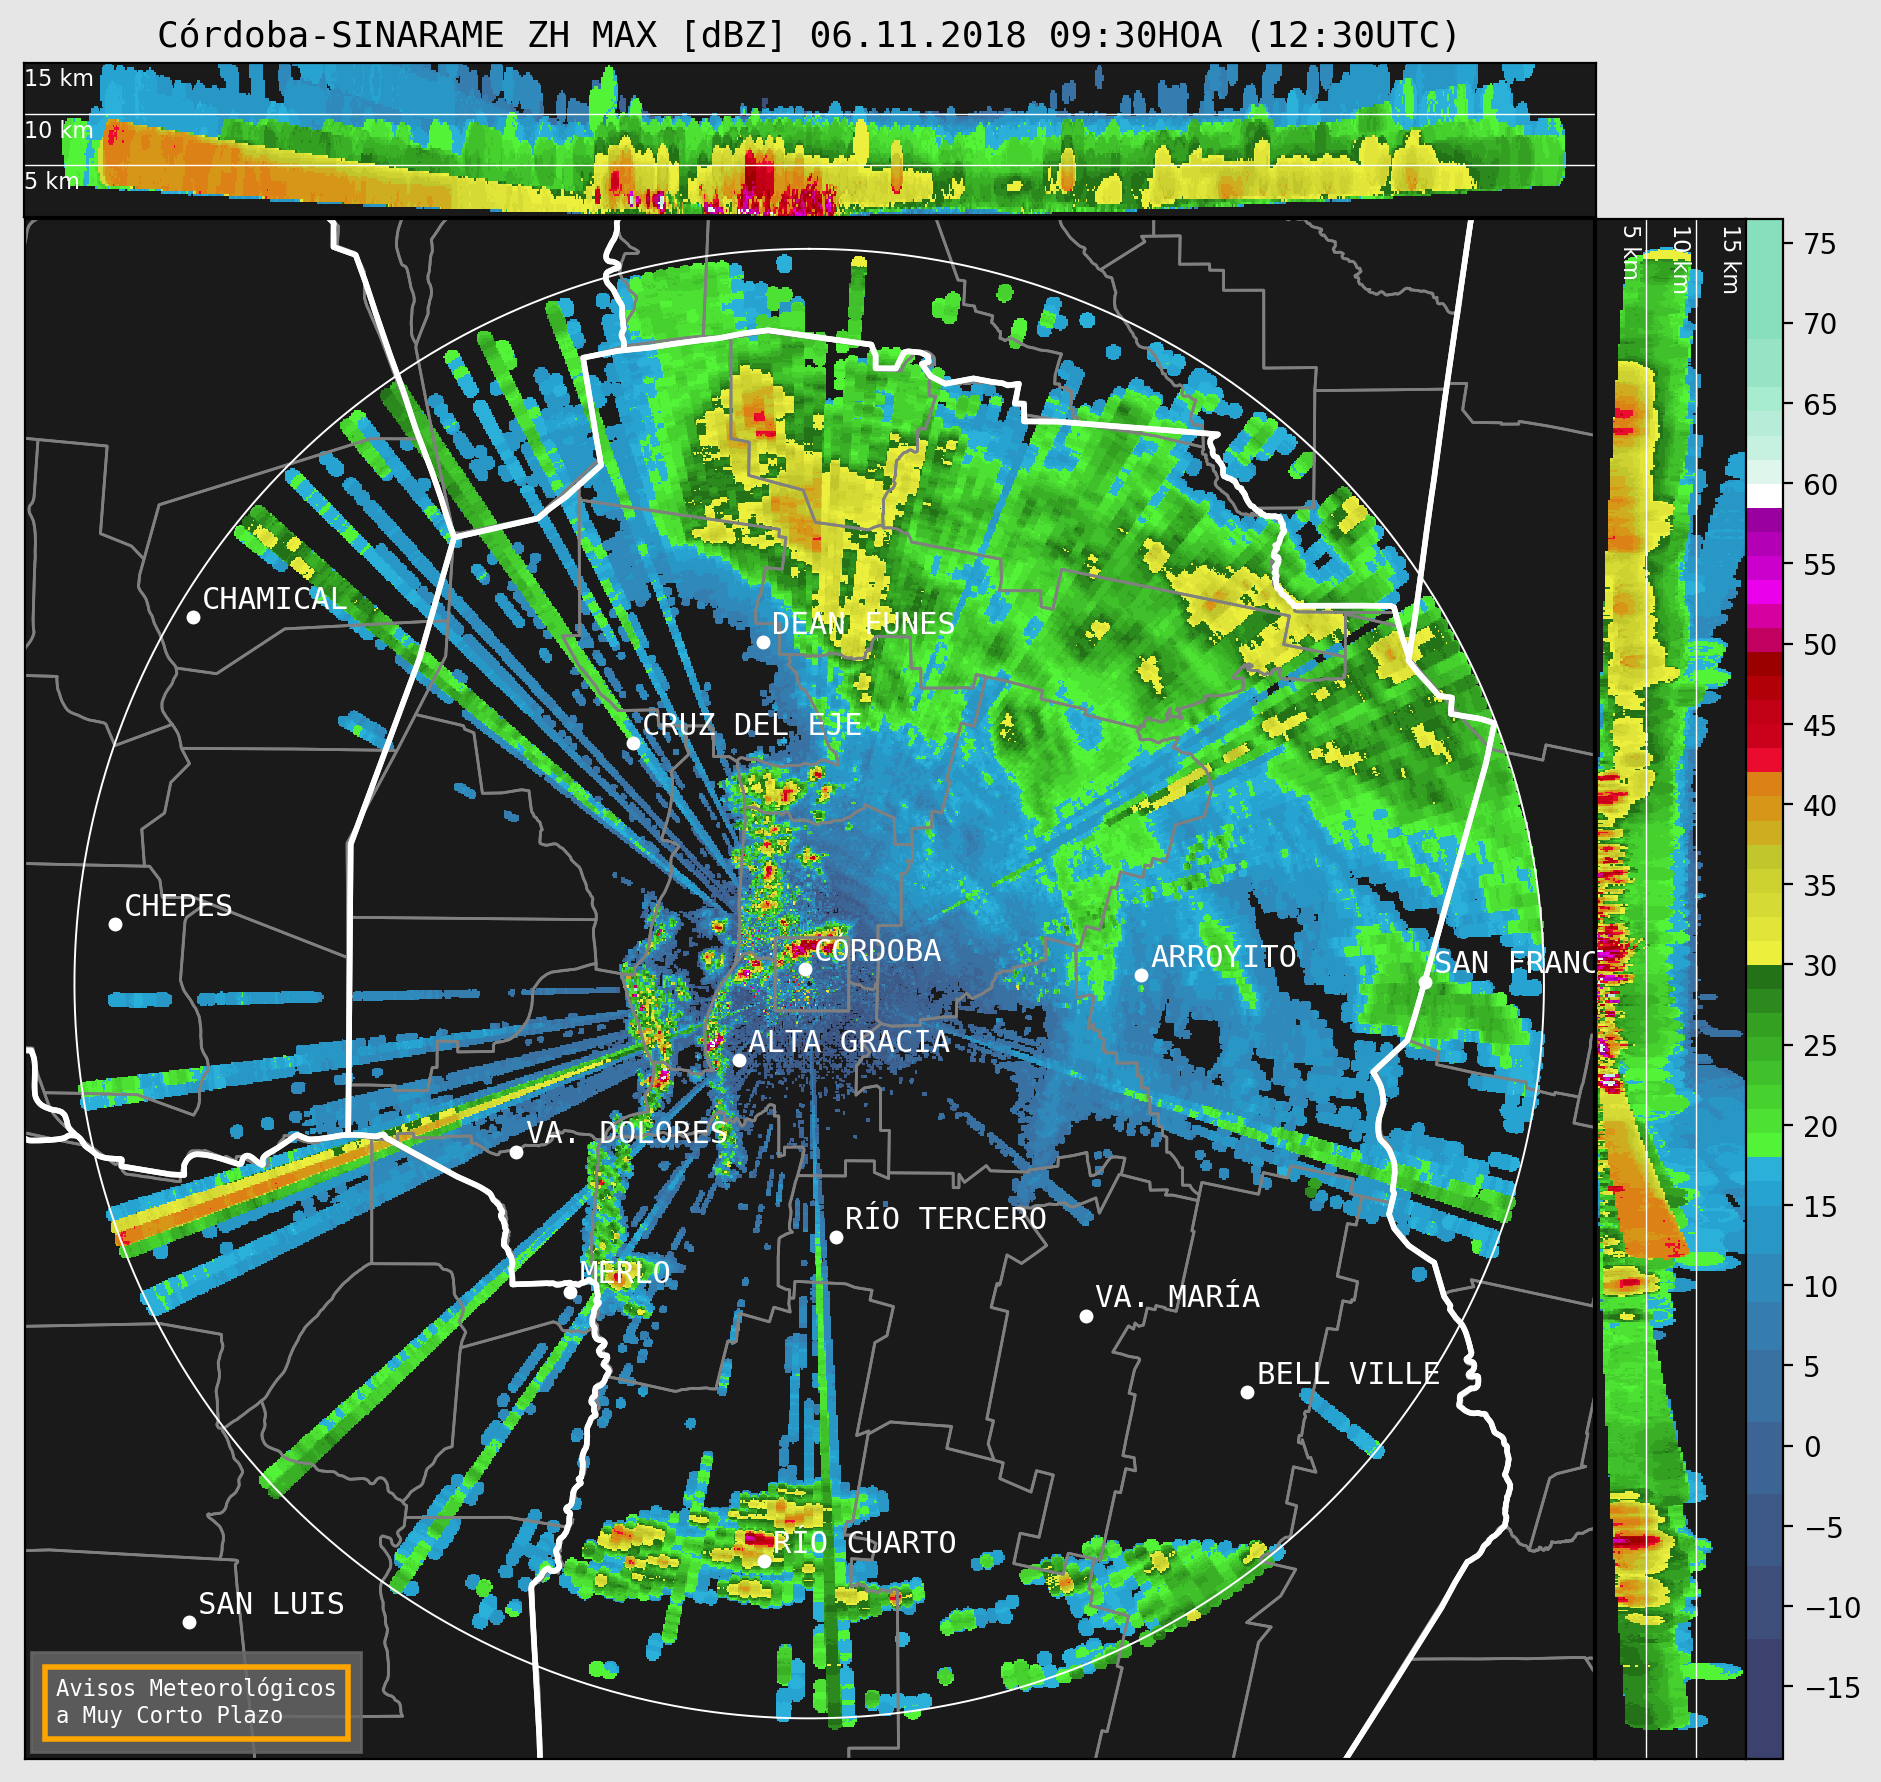 Córdoba-SINARAME ZH MAX [dBZ] 06.11.2018 09:30HOA (12:30UTC)
15 km
10 km
5 km
5 km
10 km
15 km
75
70
65
60
55
50
45
40
35
30
25
20
15
10
5
0
−5
−10
−15
CHAMICAL
DEAN FUNES
CRUZ DEL EJE
CHEPES
CÓRDOBA
ARROYITO
SAN FRANC
ALTA GRACIA
VA. DOLORES
RÍO TERCERO
MERLO
VA. MARÍA
BELL VILLE
RÍO CUARTO
SAN LUIS
Avisos Meteorológicos
a Muy Corto Plazo